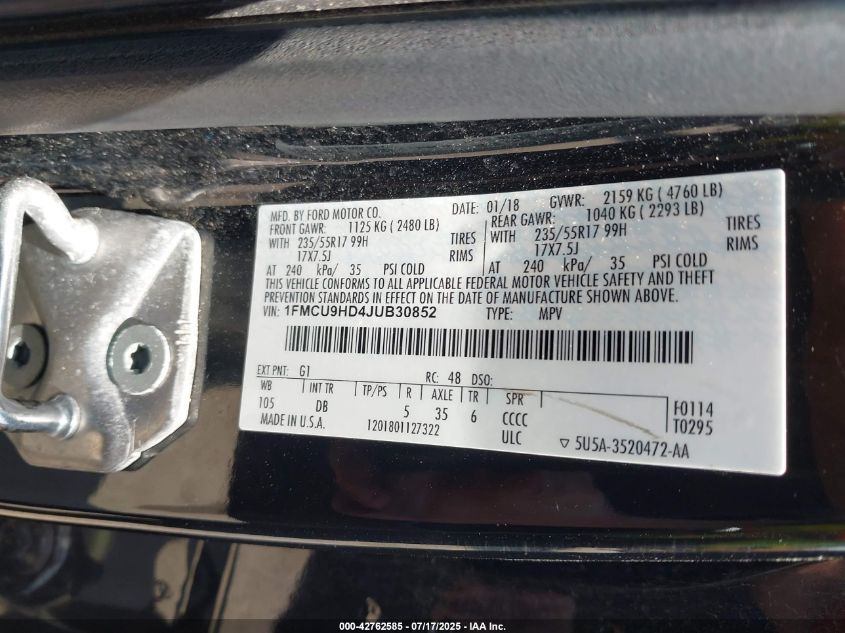 MFD. BY FORD MOTOR CO. DATE: 01/18 GVWR: 2159 KG ( 4760 LB)
FRONT GAWR: 1125 KG ( 2480 LB) REAR GAWR: 1040 KG ( 2293 LB)
WITH 235/55R17 99H TIRES WITH 235/55R17 99H TIRES
17X7.5J RIMS 17X7.5J RIMS
AT 240 kPa/ 35 PSI COLD AT 240 kPa/ 35 PSI COLD
THIS VEHICLE CONFORMS TO ALL APPLICABLE FEDERAL MOTOR VEHICLE SAFETY AND THEFT
PREVENTION STANDARDS IN EFFECT ON THE DATE OF MANUFACTURE SHOWN ABOVE.
VIN: 1FMCU9HD4JUB30852 TYPE: MPV
EXT PNT: G1 RC: 48 DSO:
WB INT TR TP/PS R AXLE TR SPR
105 DB 5 35 6 CCCC F0114
MADE IN U.S.A. 1201801127322 ULC T0295
▽ 5U5A-3520472-AA
000-42762585 / 07/17/2025 - IAA Inc.